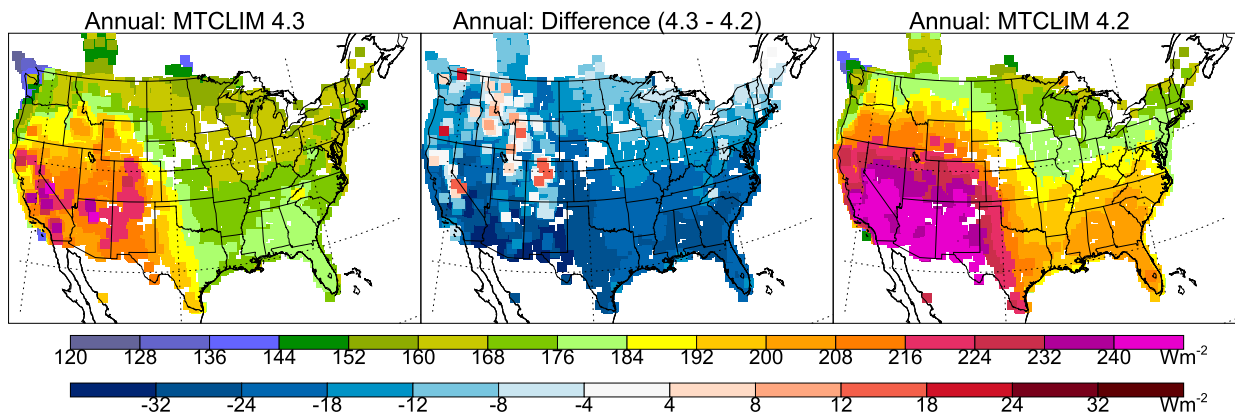 Annual: MTCLIM 4.3 Annual: Difference (4.3 - 4.2) Annual: MTCLIM 4.2
120 128 136 144 152 160 168 176 184 192 200 208 216 224 232 240 Wm-2
-32 -24 -18 -12 -8 -4 4 8 12 18 24 32 Wm-2